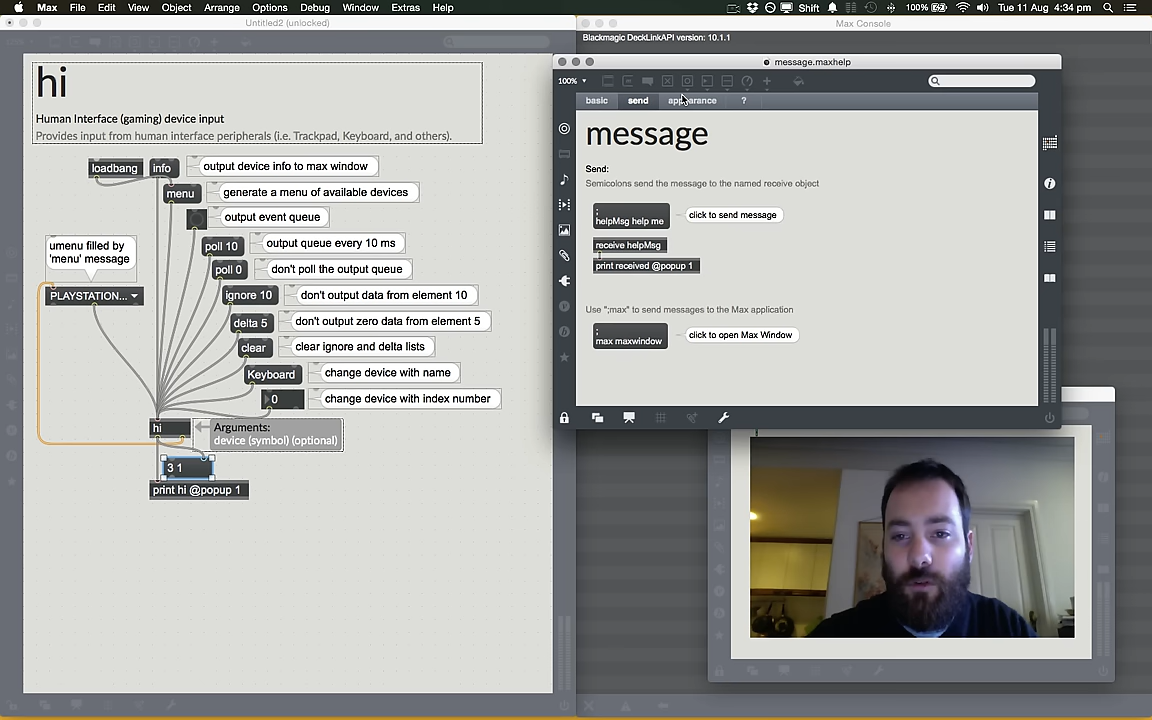 Max File Edit View Object Arrange Options Debug Window Extras Help
Shift 100% Tue 11 Aug 4:34 pm
Untitled2 (unlocked)
hi
Human Interface (gaming) device input
Provides input from human interface peripherals (i.e. Trackpad, Keyboard, and others).
loadbang info output device info to max window
menu generate a menu of available devices
output event queue
poll 10 output queue every 10 ms
umenu filled by
'menu' message
poll 0 don't poll the output queue
PLAYSTATION...
ignore 10 don't output data from element 10
delta 5 don't output zero data from element 5
clear clear ignore and delta lists
Keyboard change device with name
0 change device with index number
hi
Arguments:
device (symbol) (optional)
3 1
print hi @popup 1
Max Console
Blackmagic DeckLinkAPI version: 10.1.1
message.maxhelp
100%
basic send appearance ?
message
Send:
Semicolons send the message to the named receive object
;
helpMsg help me
click to send message
receive helpMsg
print received @popup 1
Use ";max" to send messages to the Max application
;
max maxwindow
click to open Max Window